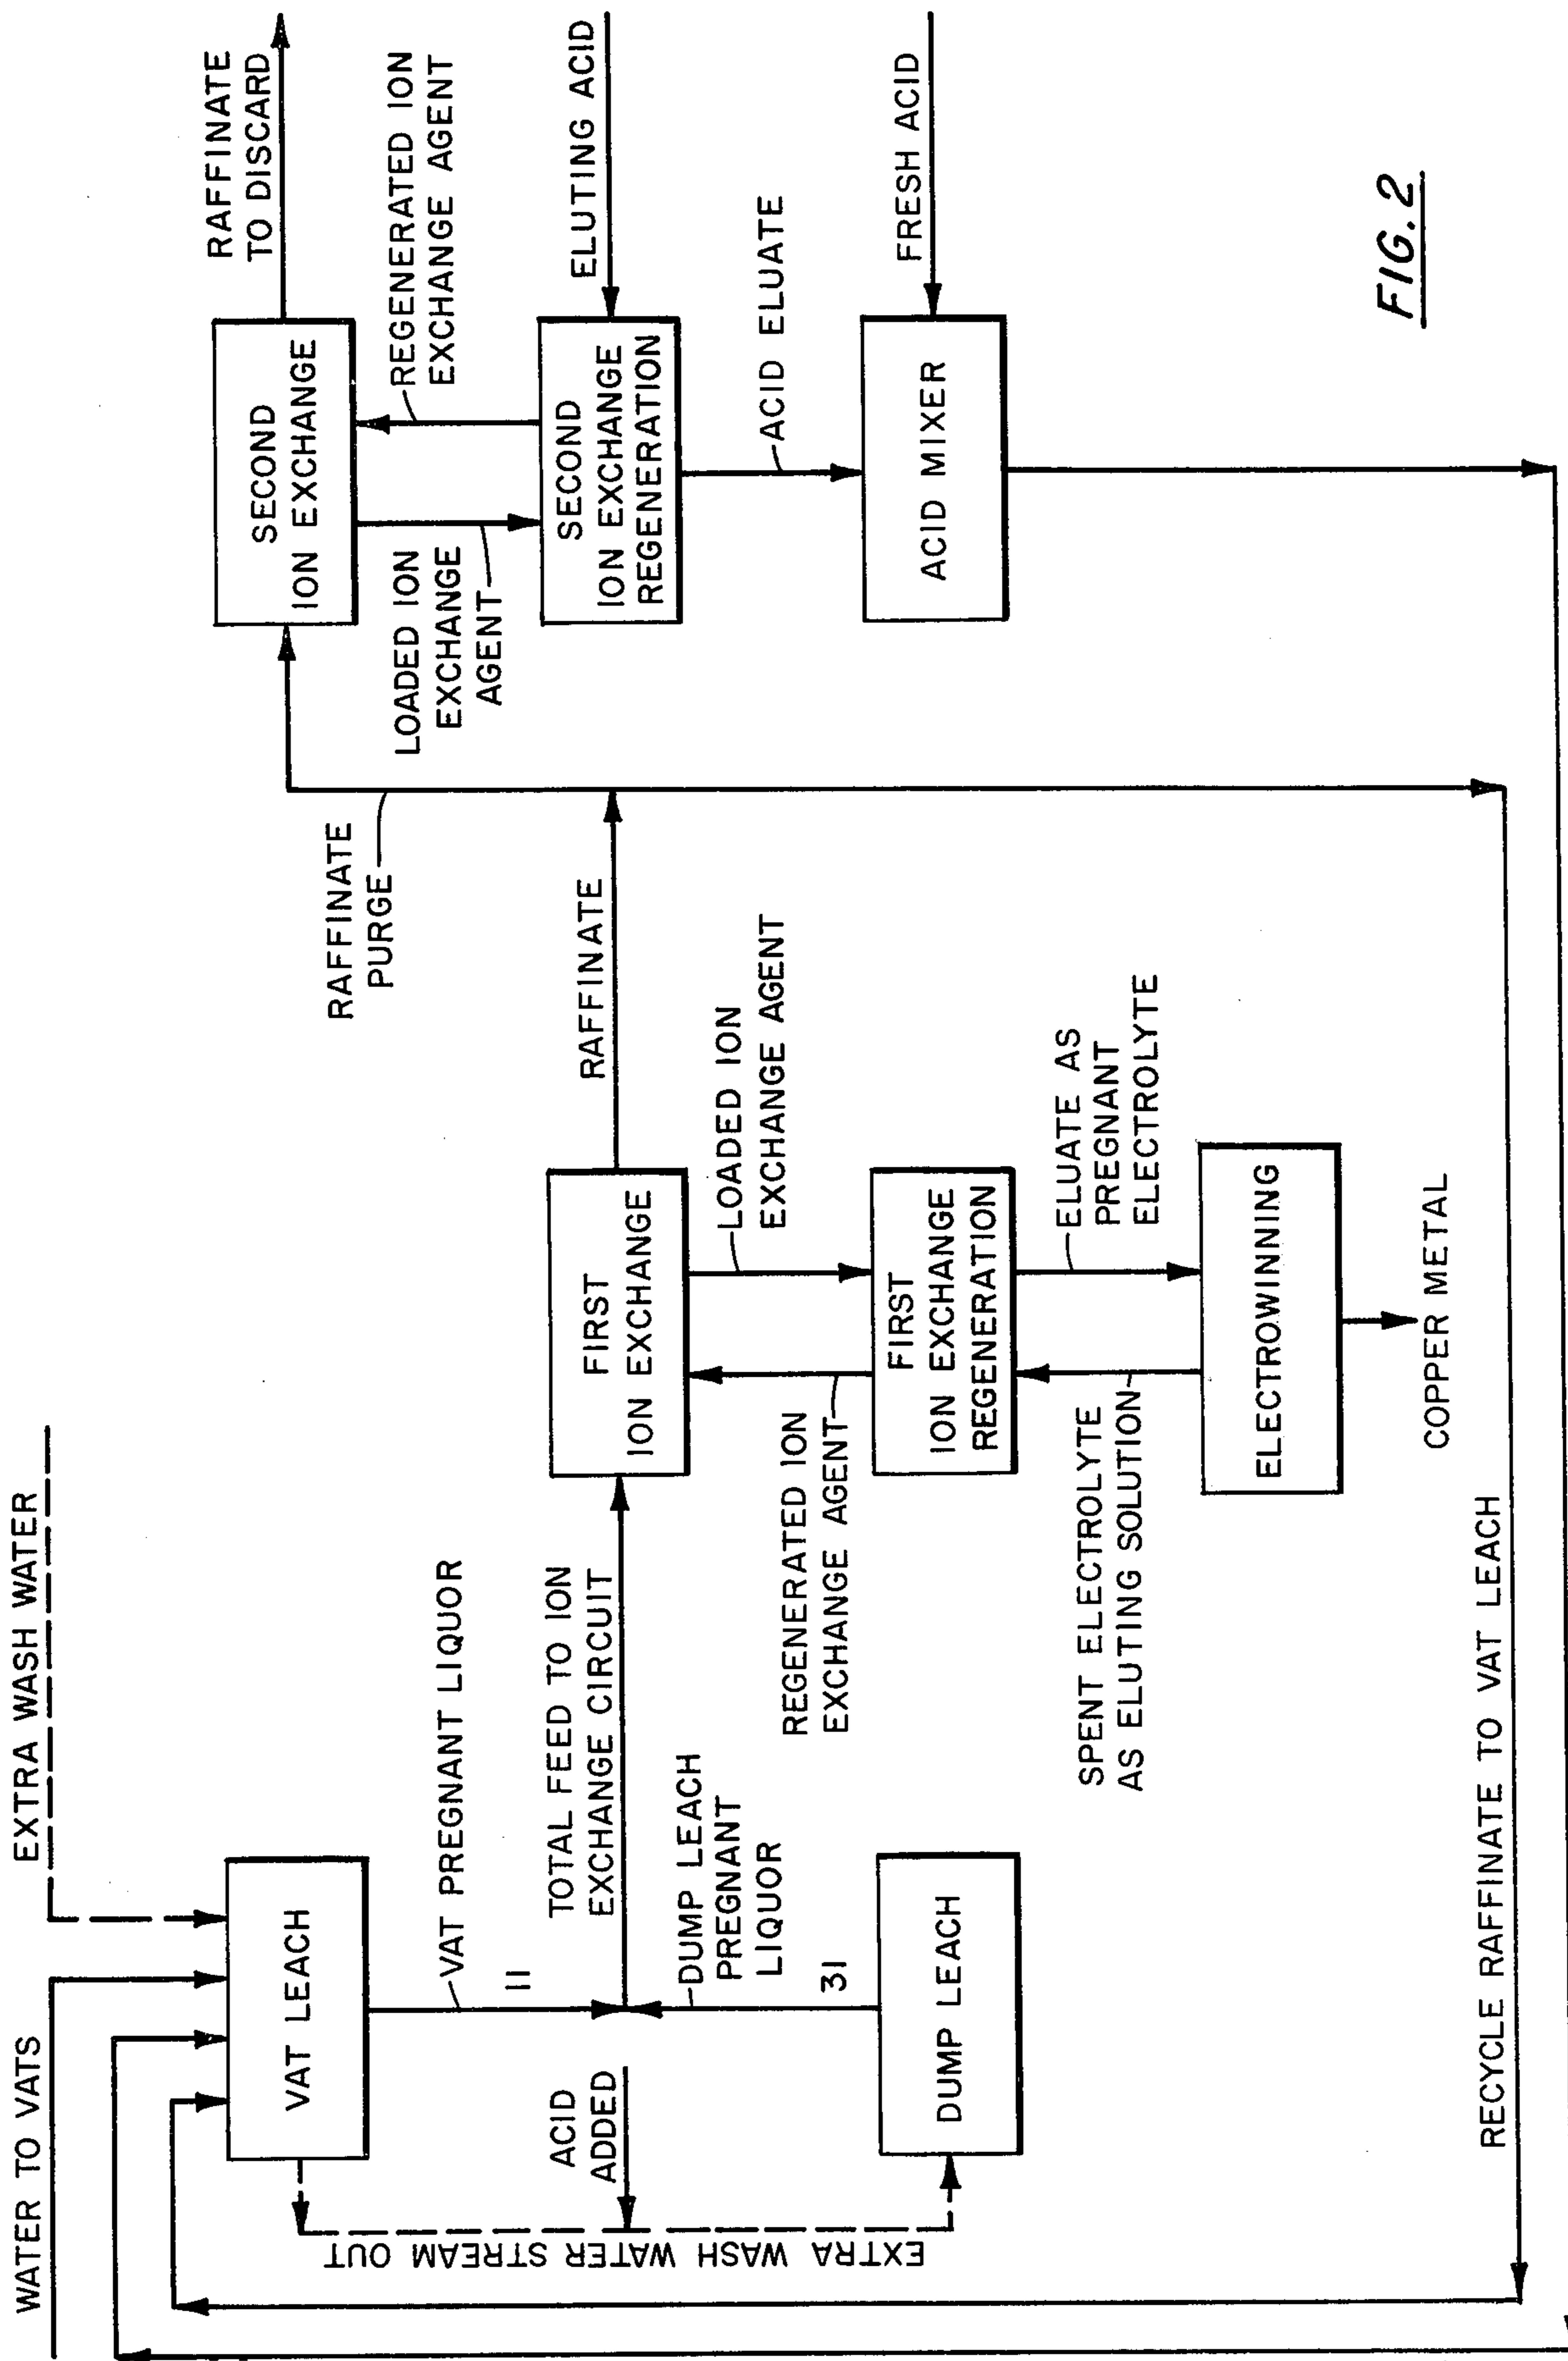 EXTRA WASH WATER
WATER TO VATS
VAT LEACH
VAT PREGNANT LIQUOR
11
ACID
ADDED
EXTRA WASH WATER STREAM OUT
TOTAL FEED TO ION
EXCHANGE CIRCUIT
DUMP LEACH
PREGNANT
LIQUOR
31
DUMP LEACH
FIRST
ION EXCHANGE
RAFFINATE
LOADED ION
EXCHANGE AGENT
REGENERATED ION
EXCHANGE AGENT
FIRST
ION EXCHANGE
REGENERATION
ELUATE AS
PREGNANT
ELECTROLYTE
SPENT ELECTROLYTE
AS ELUTING SOLUTION
ELECTROWINNING
COPPER METAL
RAFFINATE
PURGE
SECOND
ION EXCHANGE
RAFFINATE
TO DISCARD
LOADED ION
EXCHANGE
AGENT
REGENERATED ION
EXCHANGE AGENT
SECOND
ION EXCHANGE
REGENERATION
ELUTING ACID
ACID ELUATE
ACID MIXER
FRESH ACID
RECYCLE RAFFINATE TO VAT LEACH
FIG. 2